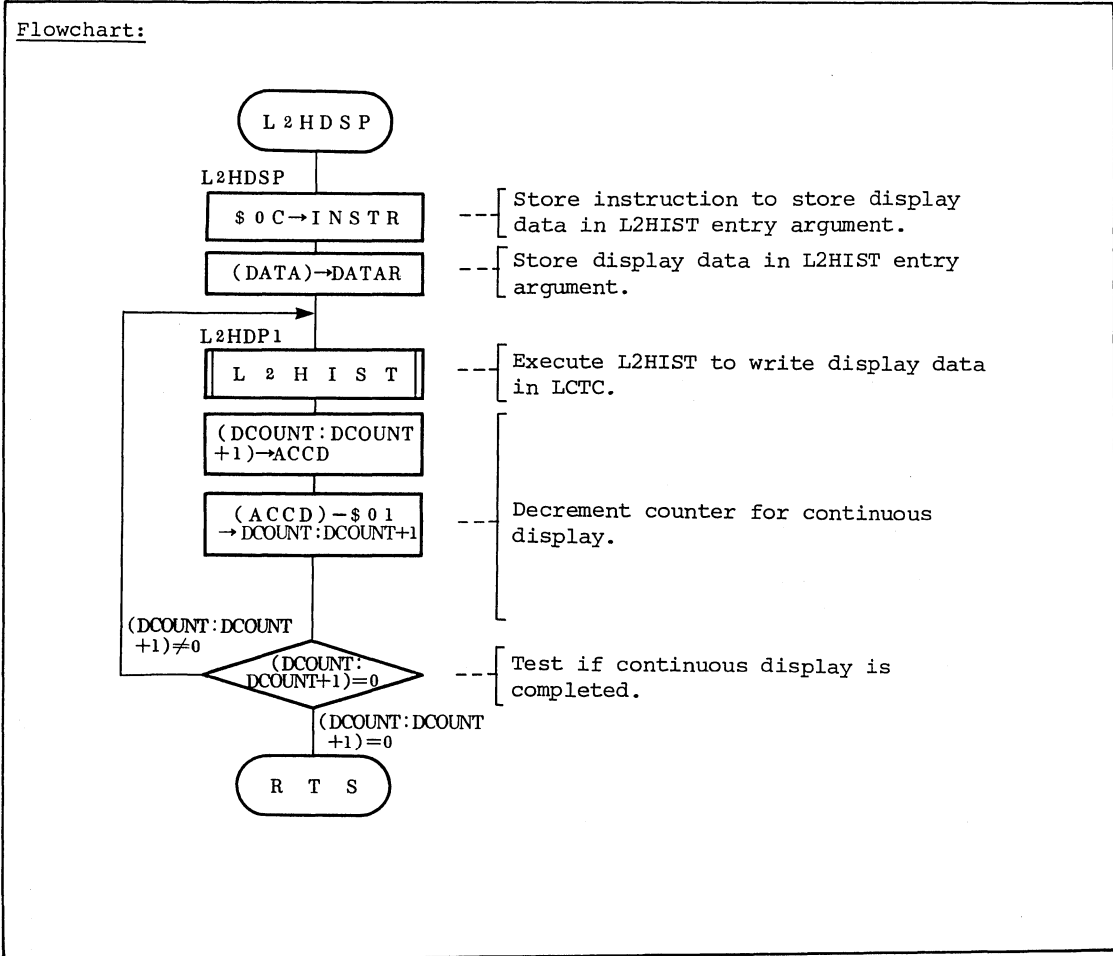 Flowchart:
L2HDSP
L2HDSP
$0C→INSTR
Store instruction to store display
data in L2HIST entry argument.
(DATA)→DATAR
Store display data in L2HIST entry
argument.
L2HDP1
L2HIST
Execute L2HIST to write display data
in LCTC.
(DCOUNT:DCOUNT
+1)→ACCD
(ACCD)-$01
→DCOUNT:DCOUNT+1
Decrement counter for continuous
display.
(DCOUNT:DCOUNT
+1)≠0
(DCOUNT:
DCOUNT+1)=0
Test if continuous display is
completed.
(DCOUNT:DCOUNT
+1)=0
RTS